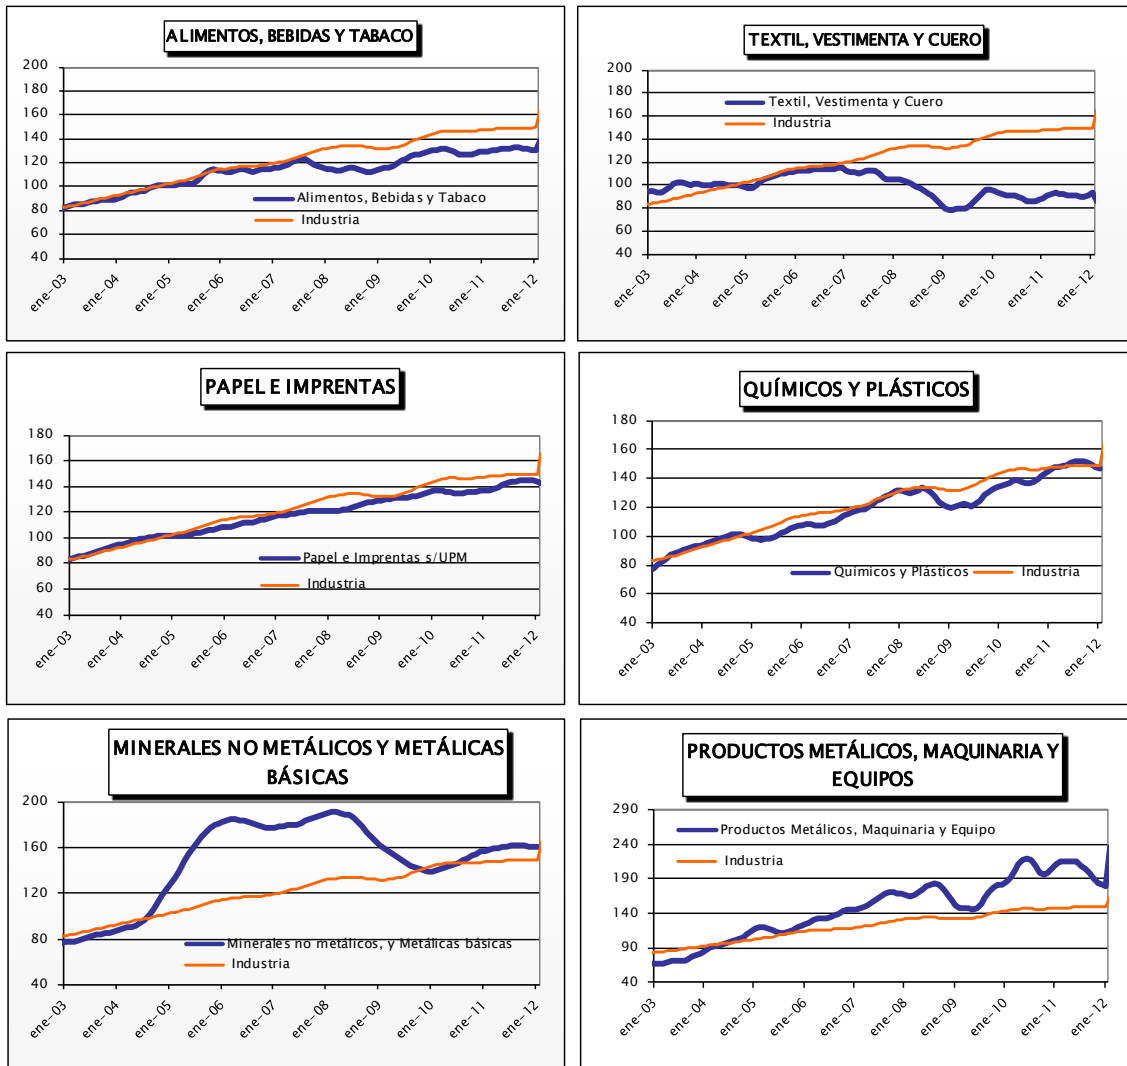 ALIMENTOS, BEBIDAS Y TABACO
200
180
160
140
120
100
80
60
40
Alimentos, Bebidas y Tabaco
Industria
ene-03
ene-04
ene-05
ene-06
ene-07
ene-08
ene-09
ene-10
ene-11
ene-12
TEXTIL, VESTIMENTA Y CUERO
200
180
160
140
120
100
80
60
40
Textil, Vestimenta y Cuero
Industria
ene-03
ene-04
ene-05
ene-06
ene-07
ene-08
ene-09
ene-10
ene-11
ene-12
PAPEL E IMPRENTAS
180
160
140
120
100
80
60
40
Papel e Imprentas s/UPM
Industria
ene-03
ene-04
ene-05
ene-06
ene-07
ene-08
ene-09
ene-10
ene-11
ene-12
QUÍMICOS Y PLÁSTICOS
180
160
140
120
100
80
60
40
Químicos y Plásticos
Industria
ene-03
ene-04
ene-05
ene-06
ene-07
ene-08
ene-09
ene-10
ene-11
ene-12
MINERALES NO METÁLICOS Y METÁLICAS
BÁSICAS
200
160
120
80
40
Minerales no metálicos, y Metálicas básicas
Industria
ene-03
ene-04
ene-05
ene-06
ene-07
ene-08
ene-09
ene-10
ene-11
ene-12
PRODUCTOS METÁLICOS, MAQUINARIA Y
EQUIPOS
290
240
190
140
90
40
Productos Metálicos, Maquinaria y Equipo
Industria
ene-03
ene-04
ene-05
ene-06
ene-07
ene-08
ene-09
ene-10
ene-11
ene-12